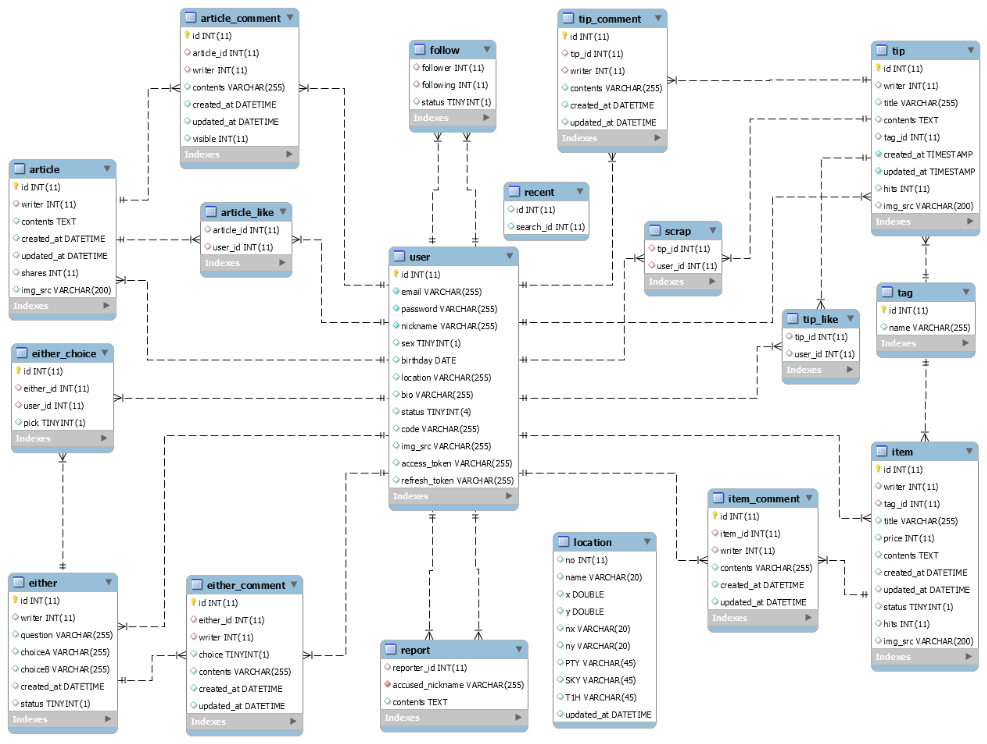 article_comment
id INT(11)
article_id INT(11)
writer INT(11)
contents VARCHAR(255)
created_at DATETIME
updated_at DATETIME
visible INT(11)
Indexes
follow
follower INT(11)
following INT(11)
status TINYINT(1)
Indexes
tip_comment
id INT(11)
tip_id INT(11)
writer INT(11)
contents VARCHAR(255)
created_at DATETIME
updated_at DATETIME
Indexes
tip
id INT(11)
writer INT(11)
title VARCHAR(255)
contents TEXT
tag_id INT(11)
created_at TIMESTAMP
updated_at TIMESTAMP
hits INT(11)
img_src VARCHAR(200)
Indexes
article
id INT(11)
writer INT(11)
contents TEXT
created_at DATETIME
updated_at DATETIME
shares INT(11)
img_src VARCHAR(200)
Indexes
article_like
article_id INT(11)
user_id INT(11)
Indexes
recent
id INT(11)
search_id INT(11)
scrap
tip_id INT(11)
user_id INT(11)
Indexes
user
id INT(11)
email VARCHAR(255)
password VARCHAR(255)
nickname VARCHAR(255)
sex TINYINT(1)
birthday DATE
location VARCHAR(255)
bio VARCHAR(255)
status TINYINT(4)
code VARCHAR(255)
img_src VARCHAR(255)
access_token VARCHAR(255)
refresh_token VARCHAR(255)
Indexes
tag
id INT(11)
name VARCHAR(255)
Indexes
tip_like
tip_id INT(11)
user_id INT(11)
Indexes
either_choice
id INT(11)
either_id INT(11)
user_id INT(11)
pick TINYINT(1)
Indexes
item
id INT(11)
writer INT(11)
tag_id INT(11)
title VARCHAR(255)
price INT(11)
contents TEXT
created_at DATETIME
updated_at DATETIME
status TINYINT(1)
hits INT(11)
img_src VARCHAR(200)
Indexes
item_comment
id INT(11)
item_id INT(11)
writer INT(11)
contents VARCHAR(255)
created_at DATETIME
updated_at DATETIME
Indexes
location
no INT(11)
name VARCHAR(20)
x DOUBLE
y DOUBLE
nx VARCHAR(20)
ny VARCHAR(20)
PTY VARCHAR(45)
SKY VARCHAR(45)
T1H VARCHAR(45)
updated_at DATETIME
either
id INT(11)
writer INT(11)
question VARCHAR(255)
choiceA VARCHAR(255)
choiceB VARCHAR(255)
created_at DATETIME
status TINYINT(1)
Indexes
either_comment
id INT(11)
either_id INT(11)
writer INT(11)
choice TINYINT(1)
contents VARCHAR(255)
created_at DATETIME
updated_at DATETIME
Indexes
report
reporter_id INT(11)
accused_nickname VARCHAR(255)
contents TEXT
Indexes